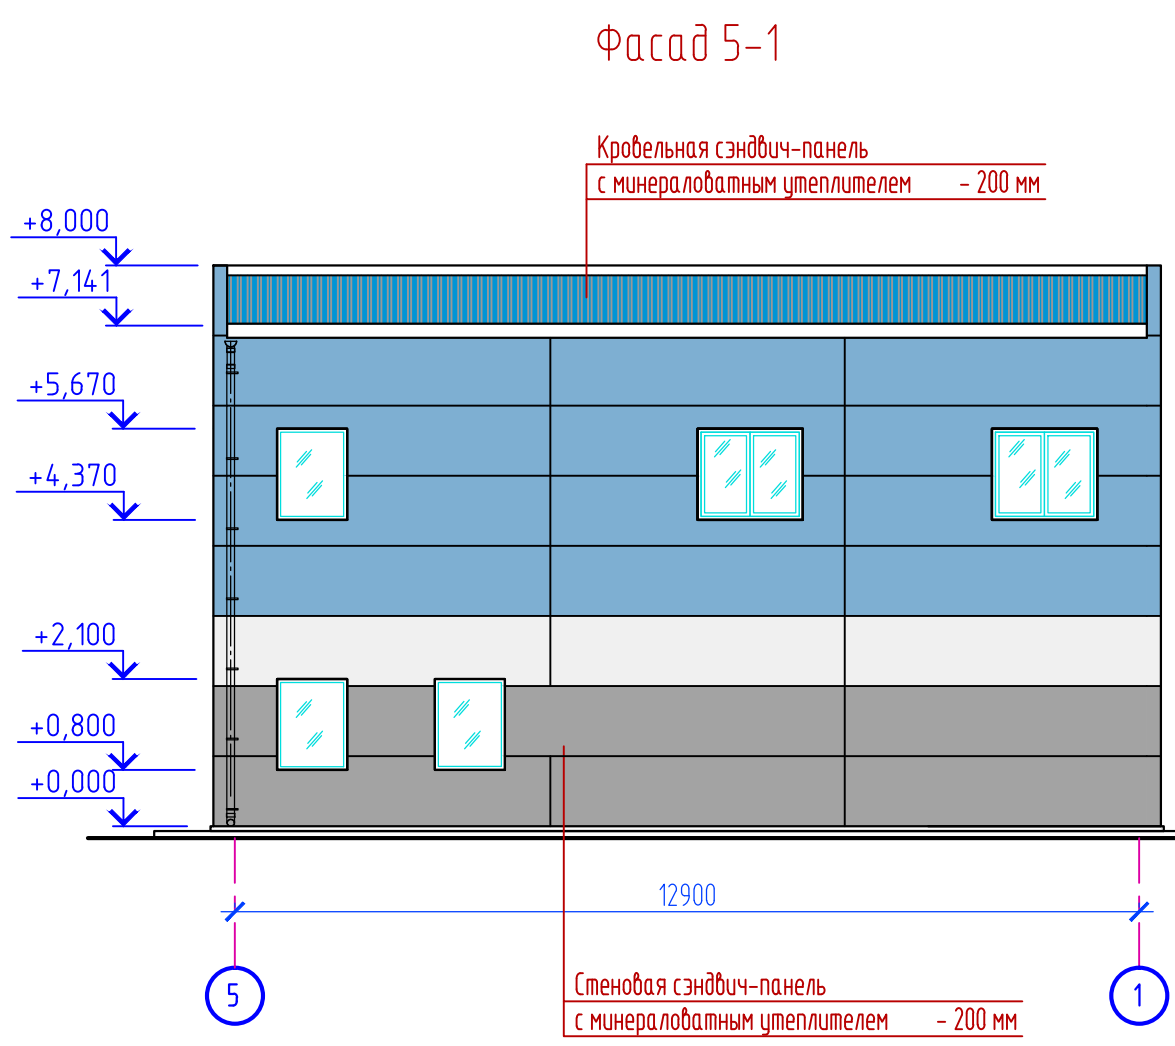 Фасад 5-1
Кровельная сэндвич-панель
с минераловатным утеплителем - 200 мм
+8,000
+7,141
+5,670
+4,370
+2,100
+0,800
+0,000
12900
5
1
Стеновая сэндвич-панель
с минераловатным утеплителем - 200 мм